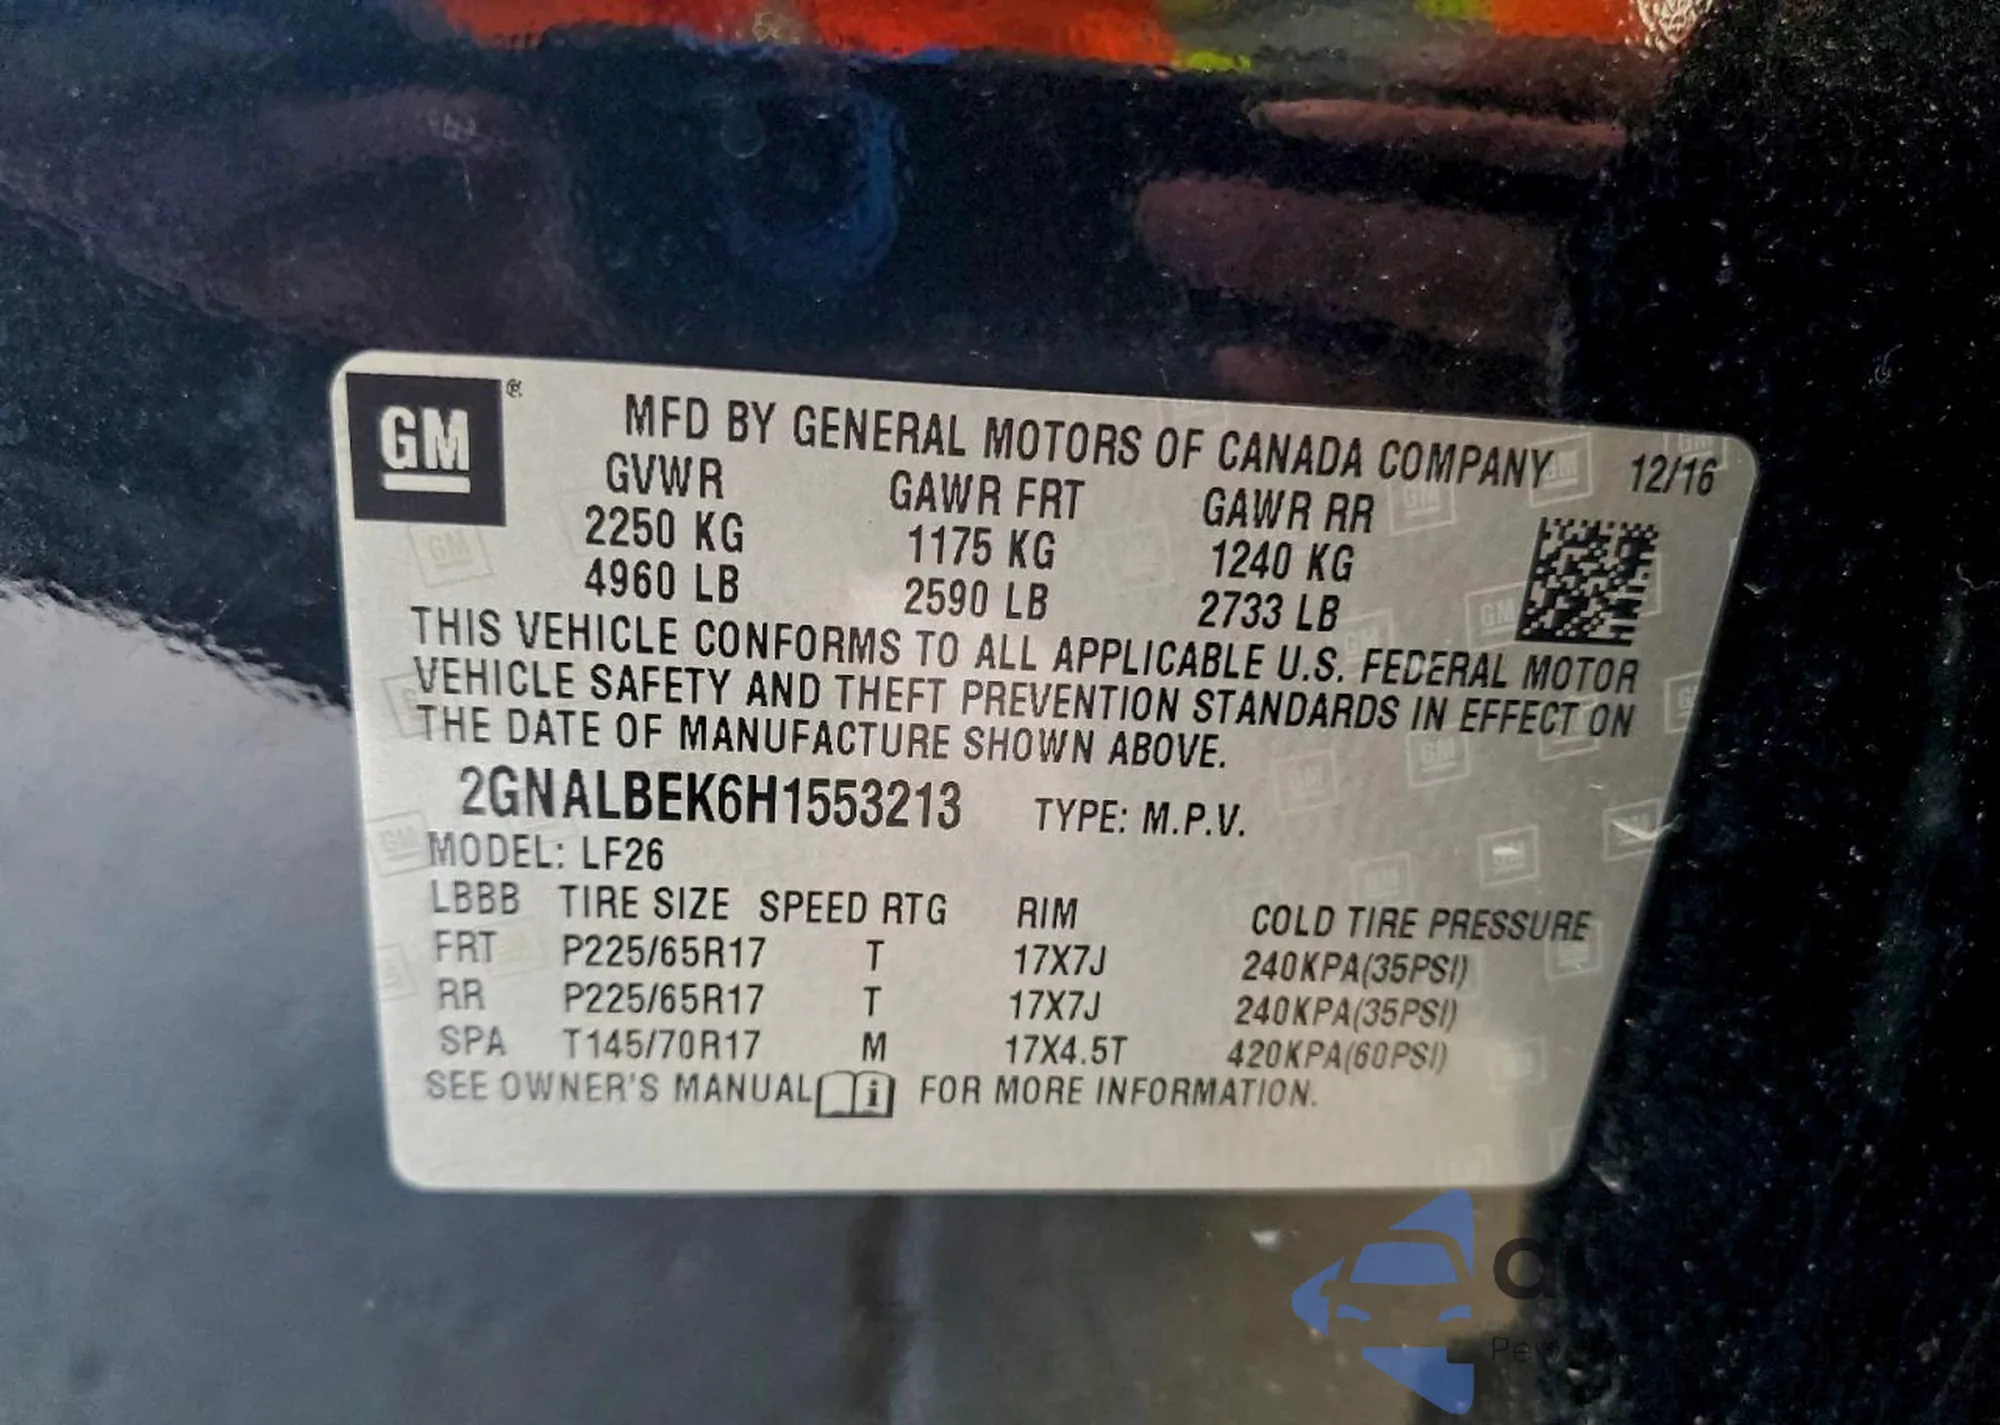 GM ®
MFD BY GENERAL MOTORS OF CANADA COMPANY 12/16
GVWR GAWR FRT GAWR RR
2250 KG 1175 KG 1240 KG
4960 LB 2590 LB 2733 LB
THIS VEHICLE CONFORMS TO ALL APPLICABLE U.S. FEDERAL MOTOR
VEHICLE SAFETY AND THEFT PREVENTION STANDARDS IN EFFECT ON
THE DATE OF MANUFACTURE SHOWN ABOVE.
2GNALBEK6H1553213 TYPE: M.P.V.
MODEL: LF26
LBBB TIRE SIZE SPEED RTG RIM COLD TIRE PRESSURE
FRT P225/65R17 T 17X7J 240KPA(35PSI)
RR P225/65R17 T 17X7J 240KPA(35PSI)
SPA T145/70R17 M 17X4.5T 420KPA(60PSI)
SEE OWNER'S MANUAL i FOR MORE INFORMATION.